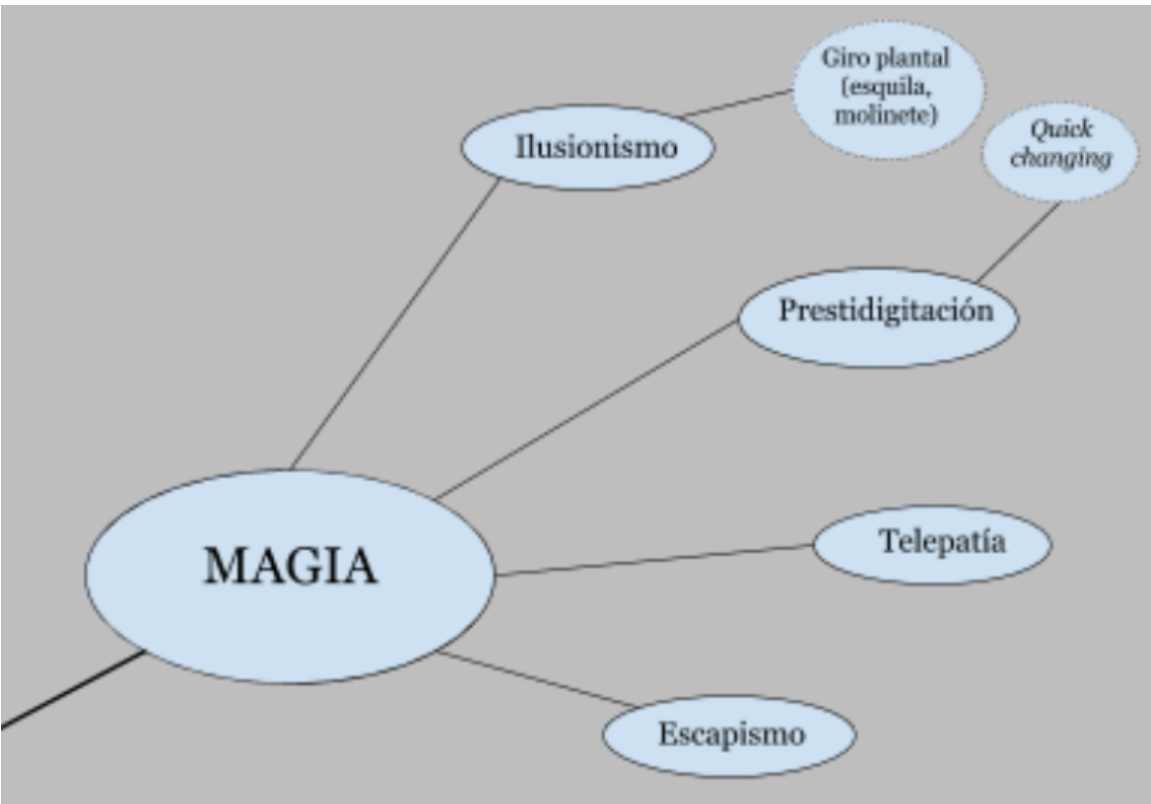 Giro plantal
(esquila,
molinete)
Quick
changing
Ilusionismo
Prestidigitación
Telepatía
MAGIA
Escapismo